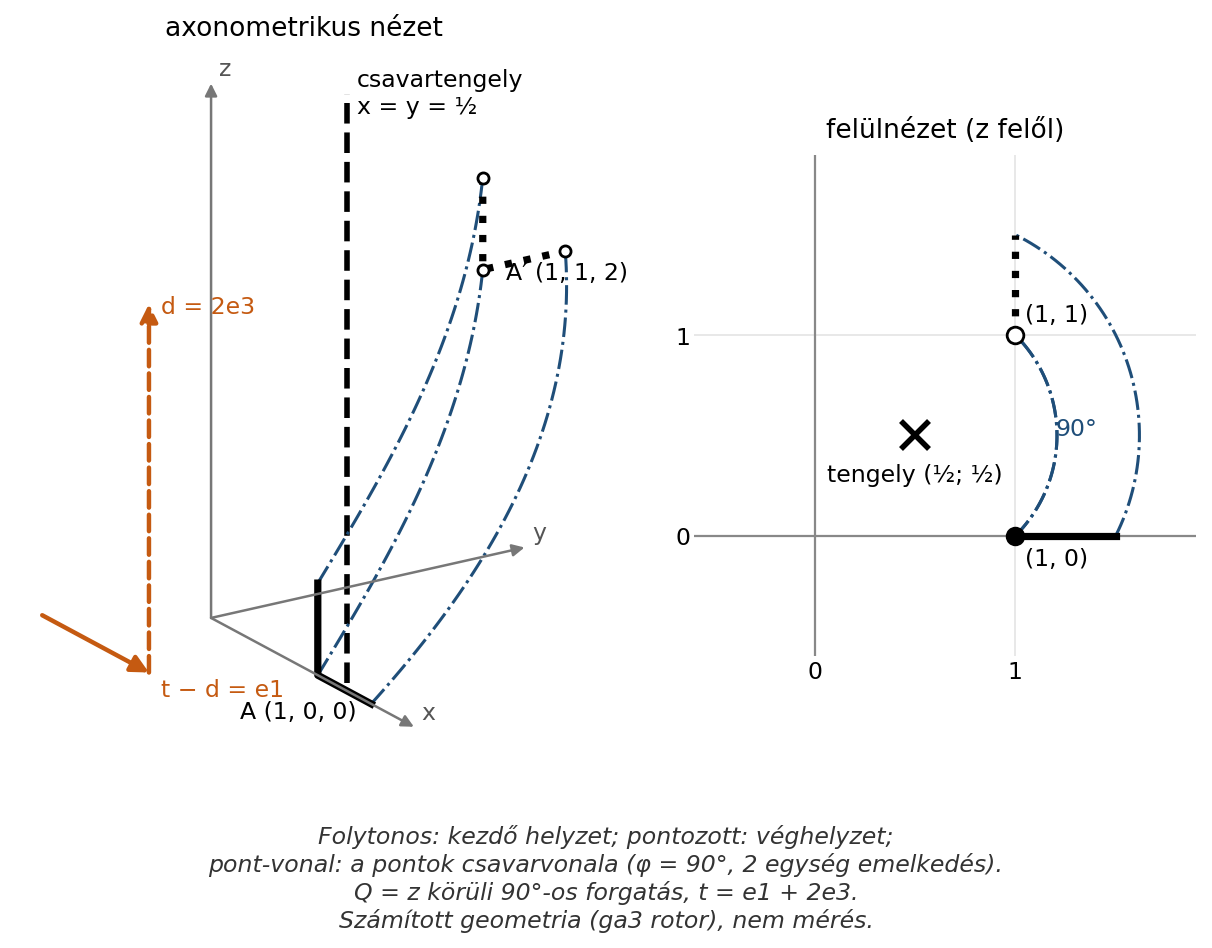 axonometrikus nézet
z
csavartengely
x = y = ½
felülnézet (z felől)
A′ (1, 1, 2)
d = 2e3
(1, 1)
1
90°
tengely (½; ½)
y
0
(1, 0)
t − d = e1
A (1, 0, 0)
x
0
1
Folytonos: kezdő helyzet; pontozott: véghelyzet;
pont-vonal: a pontok csavarvonala (φ = 90°, 2 egység emelkedés).
Q = z körüli 90°-os forgatás, t = e1 + 2e3.
Számított geometria (ga3 rotor), nem mérés.